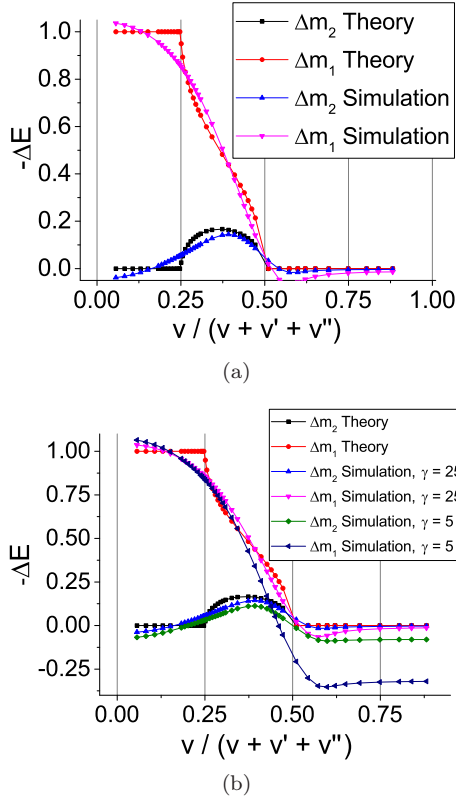 Δm₂ Theory
Δm₁ Theory
Δm₂ Simulation
Δm₁ Simulation
1.0
0.8
0.6
0.4
0.2
0.0
-ΔE
0.00 0.25 0.50 0.75 1.00
v / (v + v' + v'')
(a)
Δm₂ Theory
Δm₁ Theory
Δm₂ Simulation, γ = 25
Δm₁ Simulation, γ = 25
Δm₂ Simulation, γ = 5
Δm₁ Simulation, γ = 5
1.00
0.75
0.50
0.25
0.00
-0.25
-ΔE
0.00 0.25 0.50 0.75
v / (v + v' + v'')
(b)